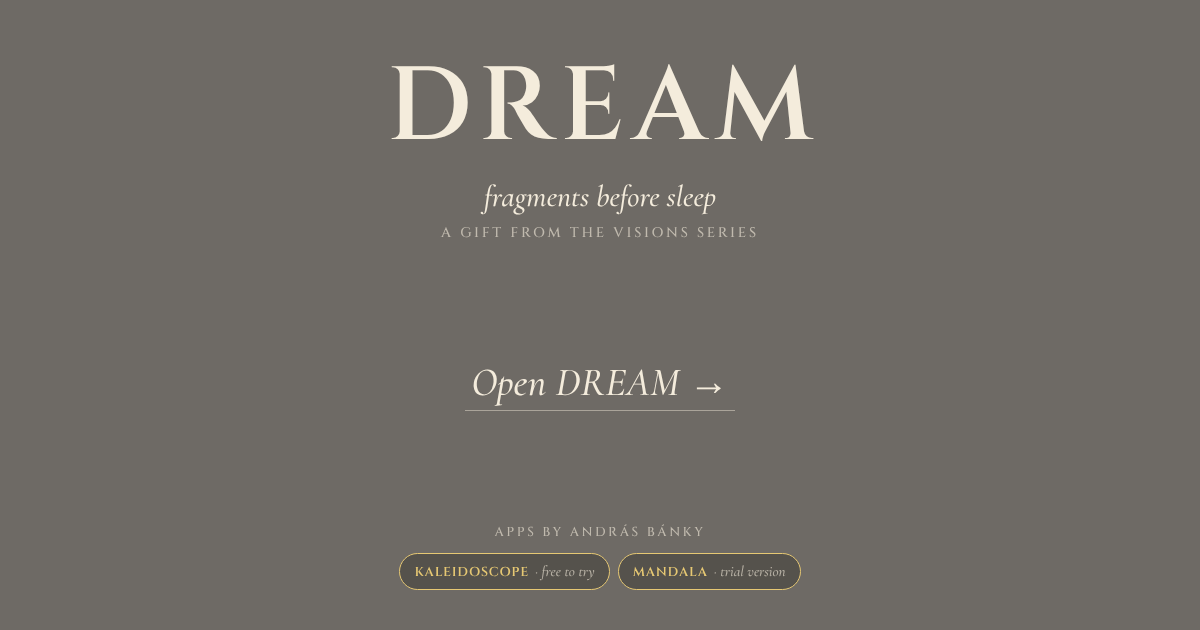 DREAM
fragments before sleep
A GIFT FROM THE VISIONS SERIES
Open DREAM →
APPS BY ANDRÁS BÁNKY
KALEIDOSCOPE · free to try MANDALA · trial version